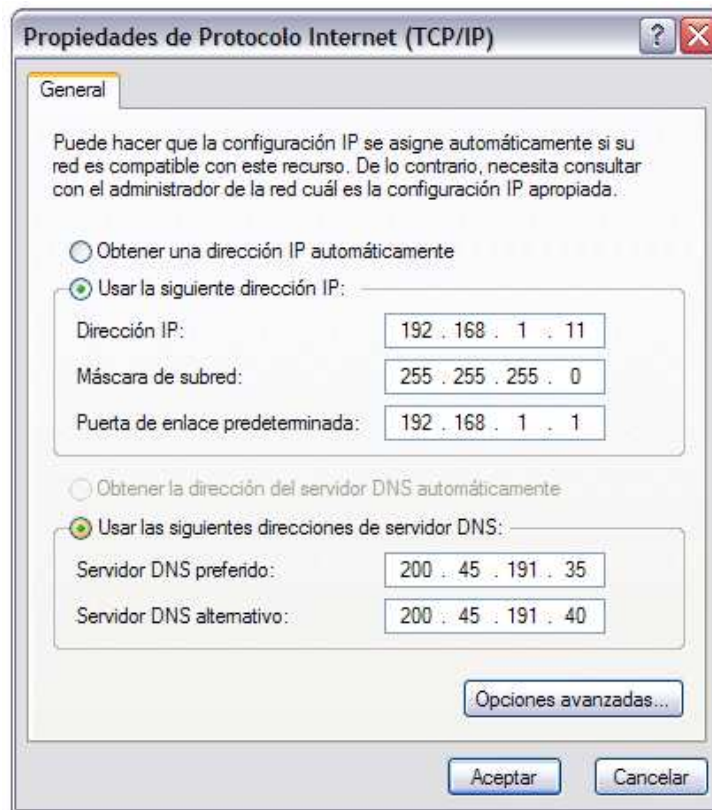 Propiedades de Protocolo Internet (TCP/IP)
General
Puede hacer que la configuración IP se asigne automáticamente si su
red es compatible con este recurso. De lo contrario, necesita consultar
con el administrador de la red cuál es la configuración IP apropiada.
Obtener una dirección IP automáticamente
Usar la siguiente dirección IP:
Dirección IP: 192 . 168 . 1 . 11
Máscara de subred: 255 . 255 . 255 . 0
Puerta de enlace predeterminada: 192 . 168 . 1 . 1
Obtener la dirección del servidor DNS automáticamente
Usar las siguientes direcciones de servidor DNS:
Servidor DNS preferido: 200 . 45 . 191 . 35
Servidor DNS alternativo: 200 . 45 . 191 . 40
Opciones avanzadas...
Aceptar Cancelar